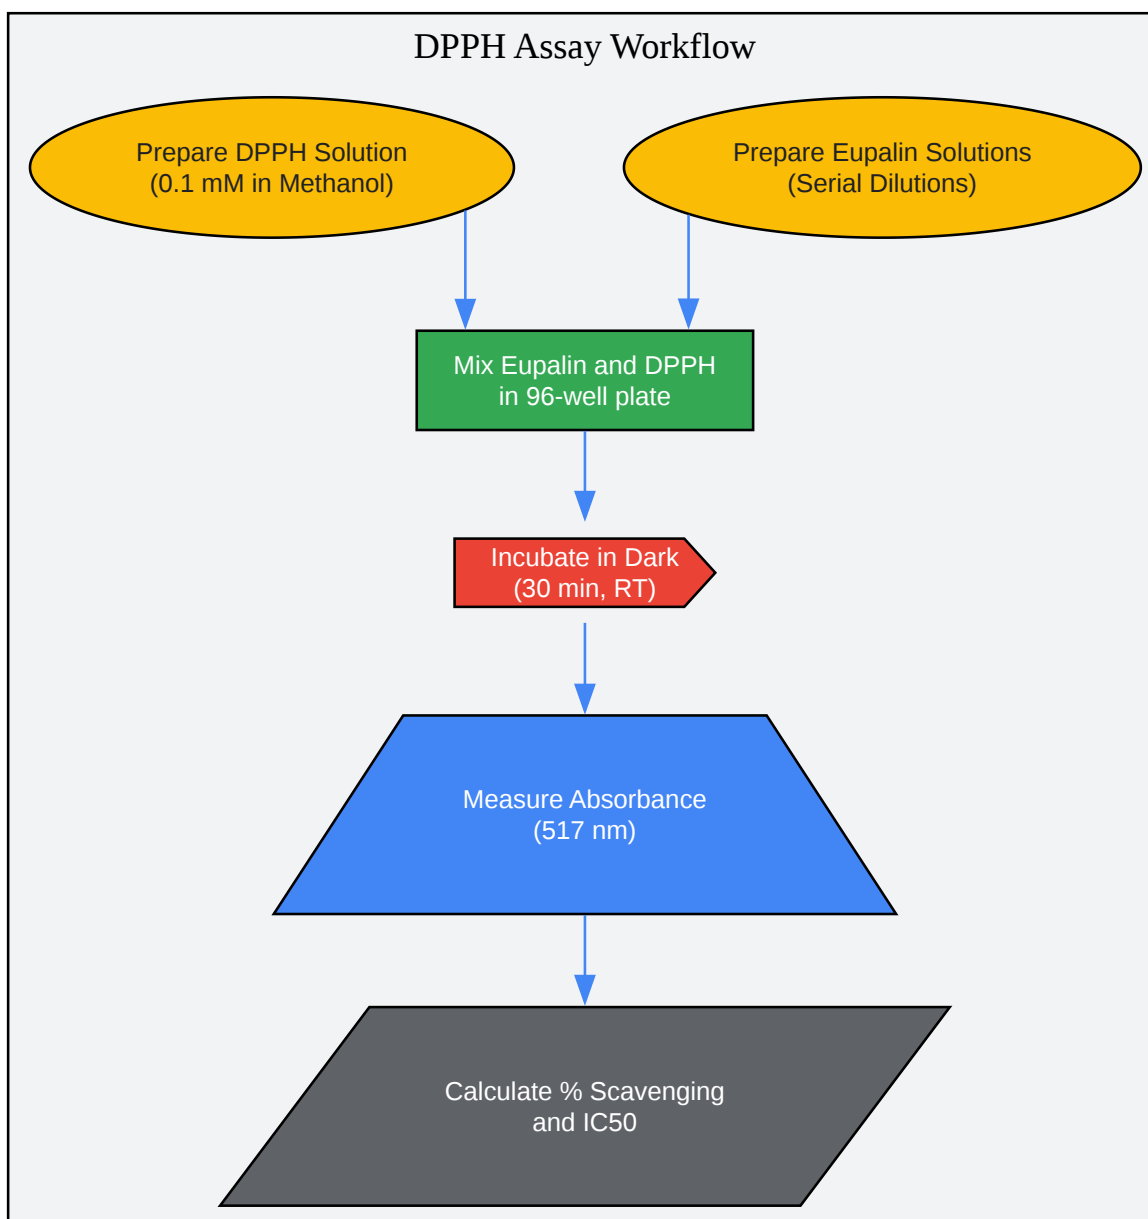 DPPH Assay Workflow
Prepare DPPH Solution
(0.1 mM in Methanol)
Prepare Eupalin Solutions
(Serial Dilutions)
Mix Eupalin and DPPH
in 96-well plate
Incubate in Dark
(30 min, RT)
Measure Absorbance
(517 nm)
Calculate % Scavenging
and IC50